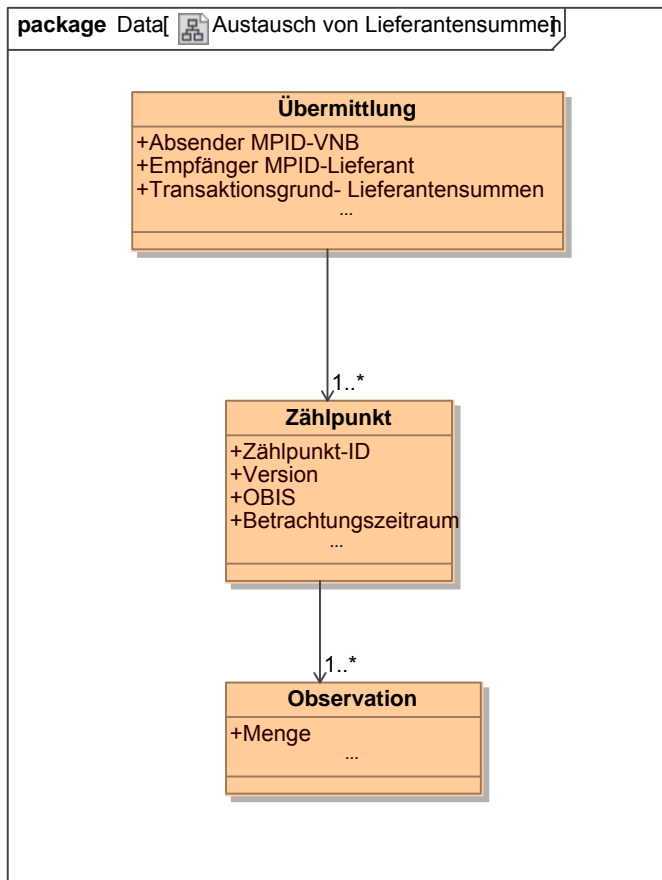 package Data[ Austausch von Lieferantensummen]
Übermittlung
+Absender MPID-VNB
+Empfänger MPID-Lieferant
+Transaktionsgrund- Lieferantensummen
...
1..*
Zählpunkt
+Zählpunkt-ID
+Version
+OBIS
+Betrachtungszeitraum
...
1..*
Observation
+Menge
...